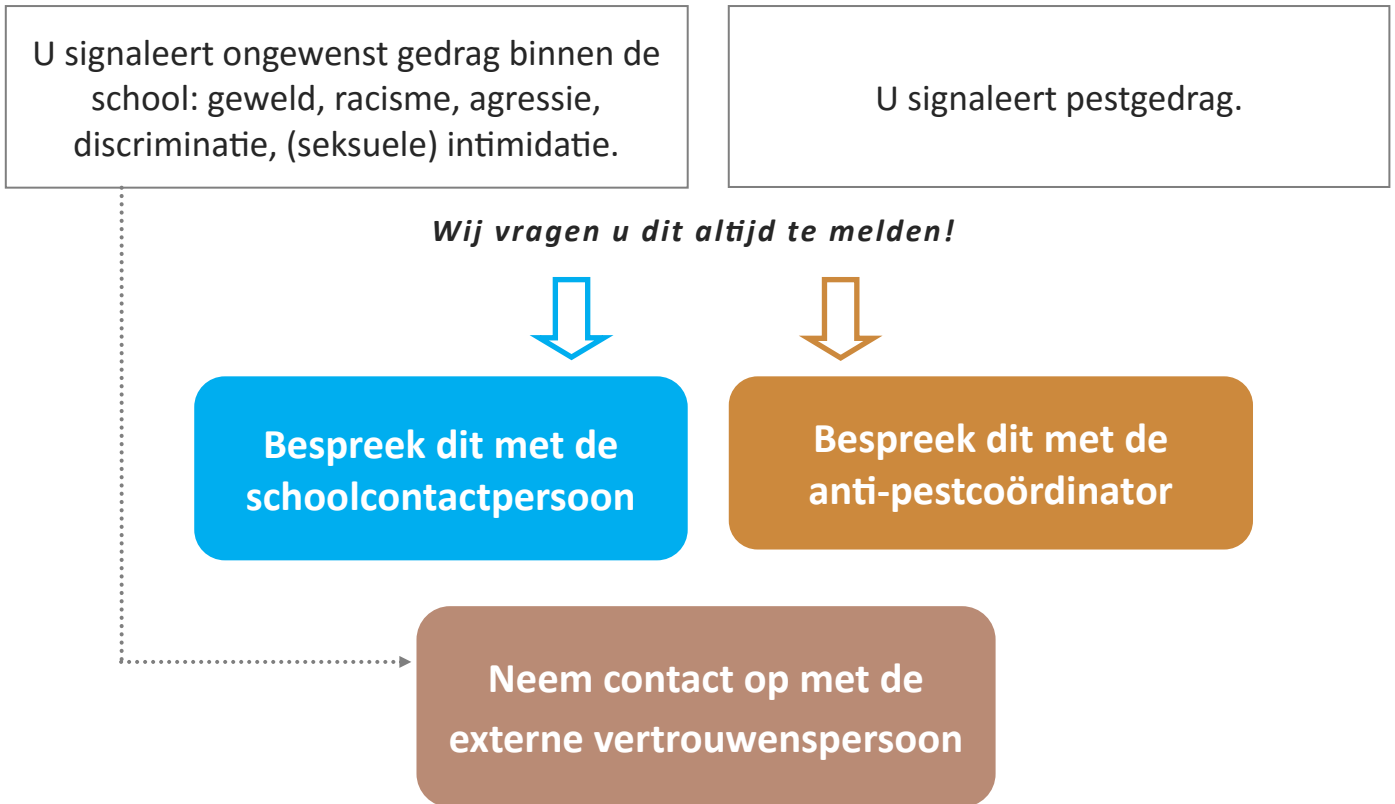 U signaleert ongewenst gedrag binnen de
school: geweld, racisme, agressie,
discriminatie, (seksuele) intimidatie.
U signaleert pestgedrag.
Wij vragen u dit altijd te melden!
Bespreek dit met de
schoolcontactpersoon
Bespreek dit met de
anti-pestcoördinator
Neem contact op met de
externe vertrouwenspersoon